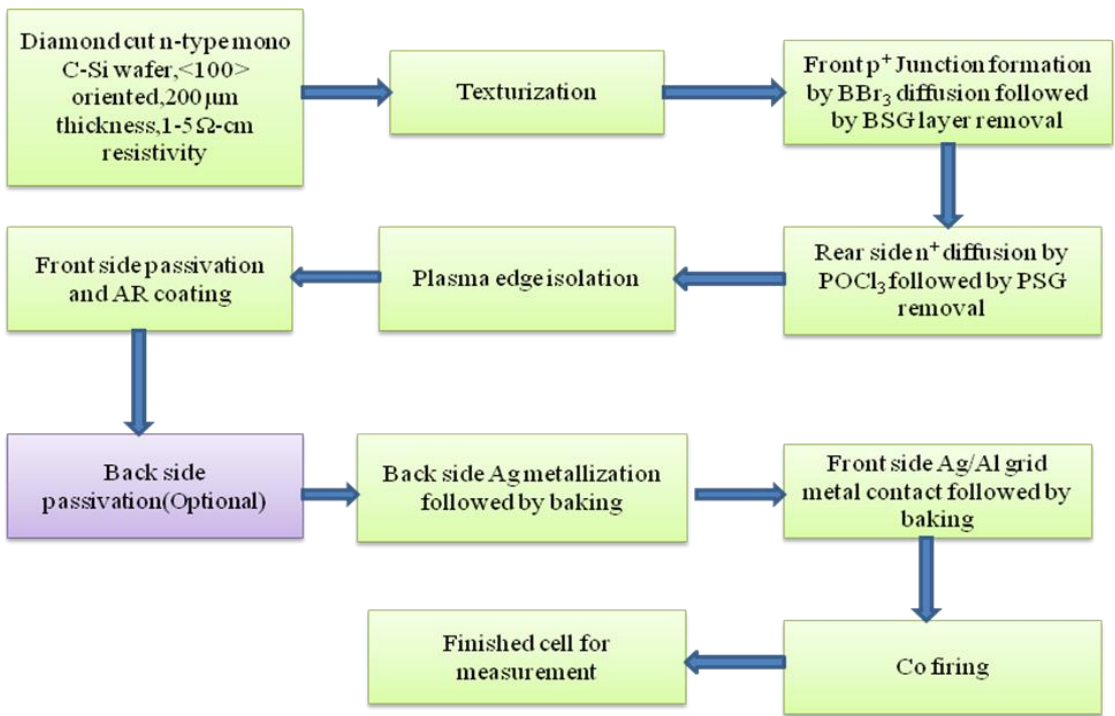 Diamond cut n-type mono
C-Si wafer,<100>
oriented,200 μm
thickness,1-5 Ω-cm
resistivity
Texturization
Front p⁺ Junction formation
by BBr₃ diffusion followed
by BSG layer removal
Rear side n⁺ diffusion by
POCl₃ followed by PSG
removal
Plasma edge isolation
Front side passivation
and AR coating
Back side
passivation(Optional)
Back side Ag metallization
followed by baking
Front side Ag/Al grid
metal contact followed by
baking
Co firing
Finished cell for
measurement